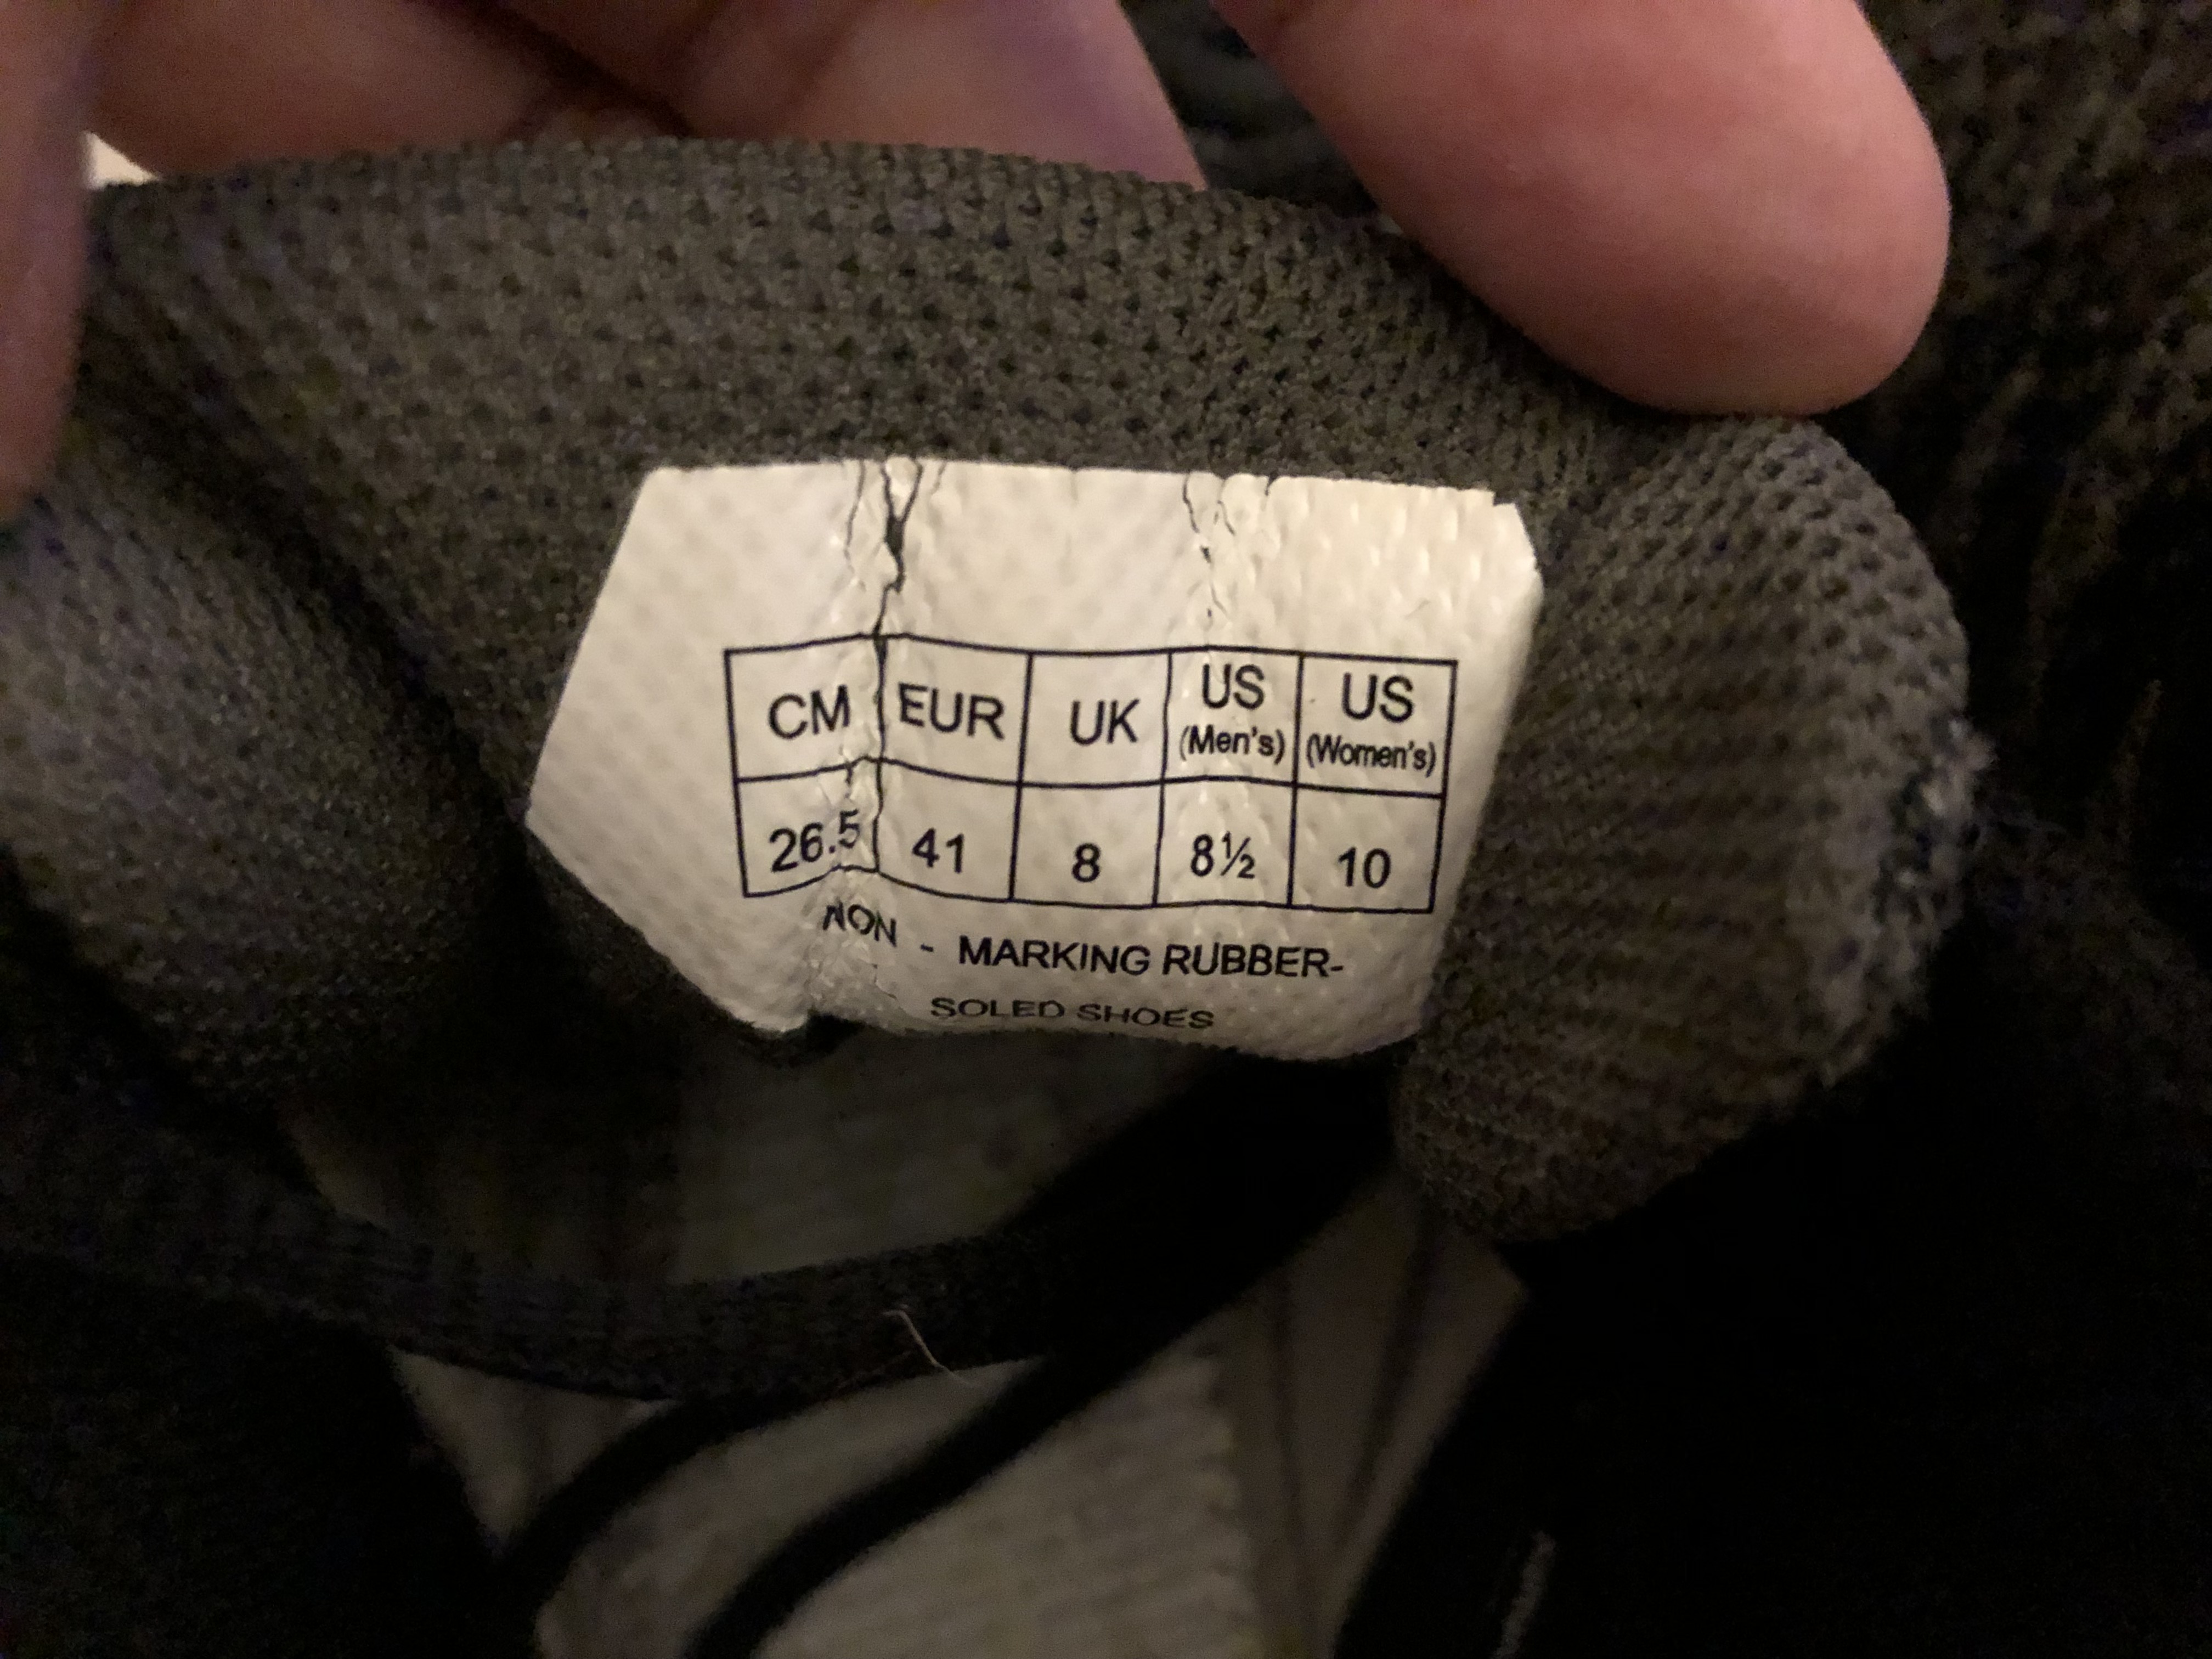 CM EUR UK US (Men's) US (Women's)
26.5 41 8 8½ 10
NON - MARKING RUBBER-
SOLED SHOES